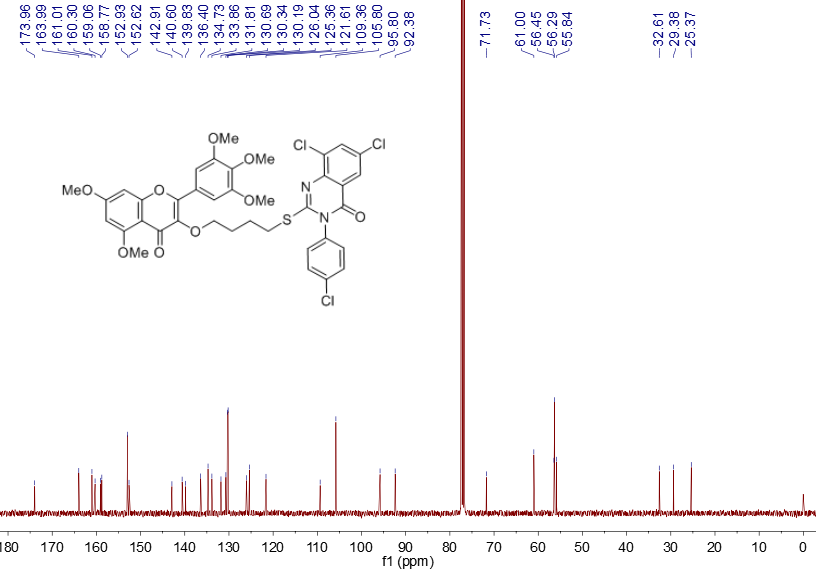 173.96
163.99
161.01
160.30
159.06
158.77
152.93
152.62
142.91
140.60
139.83
136.40
134.73
133.86
131.81
130.69
130.34
130.19
126.04
125.36
121.61
109.36
105.80
95.80
92.38
71.73
61.00
56.45
56.29
55.84
32.61
29.38
25.37
OMe
OMe
OMe
MeO
O
OMe
O
O
S
N
N
O
Cl
Cl
Cl
180 170 160 150 140 130 120 110 100 90 80 70 60 50 40 30 20 10 0
f1 (ppm)